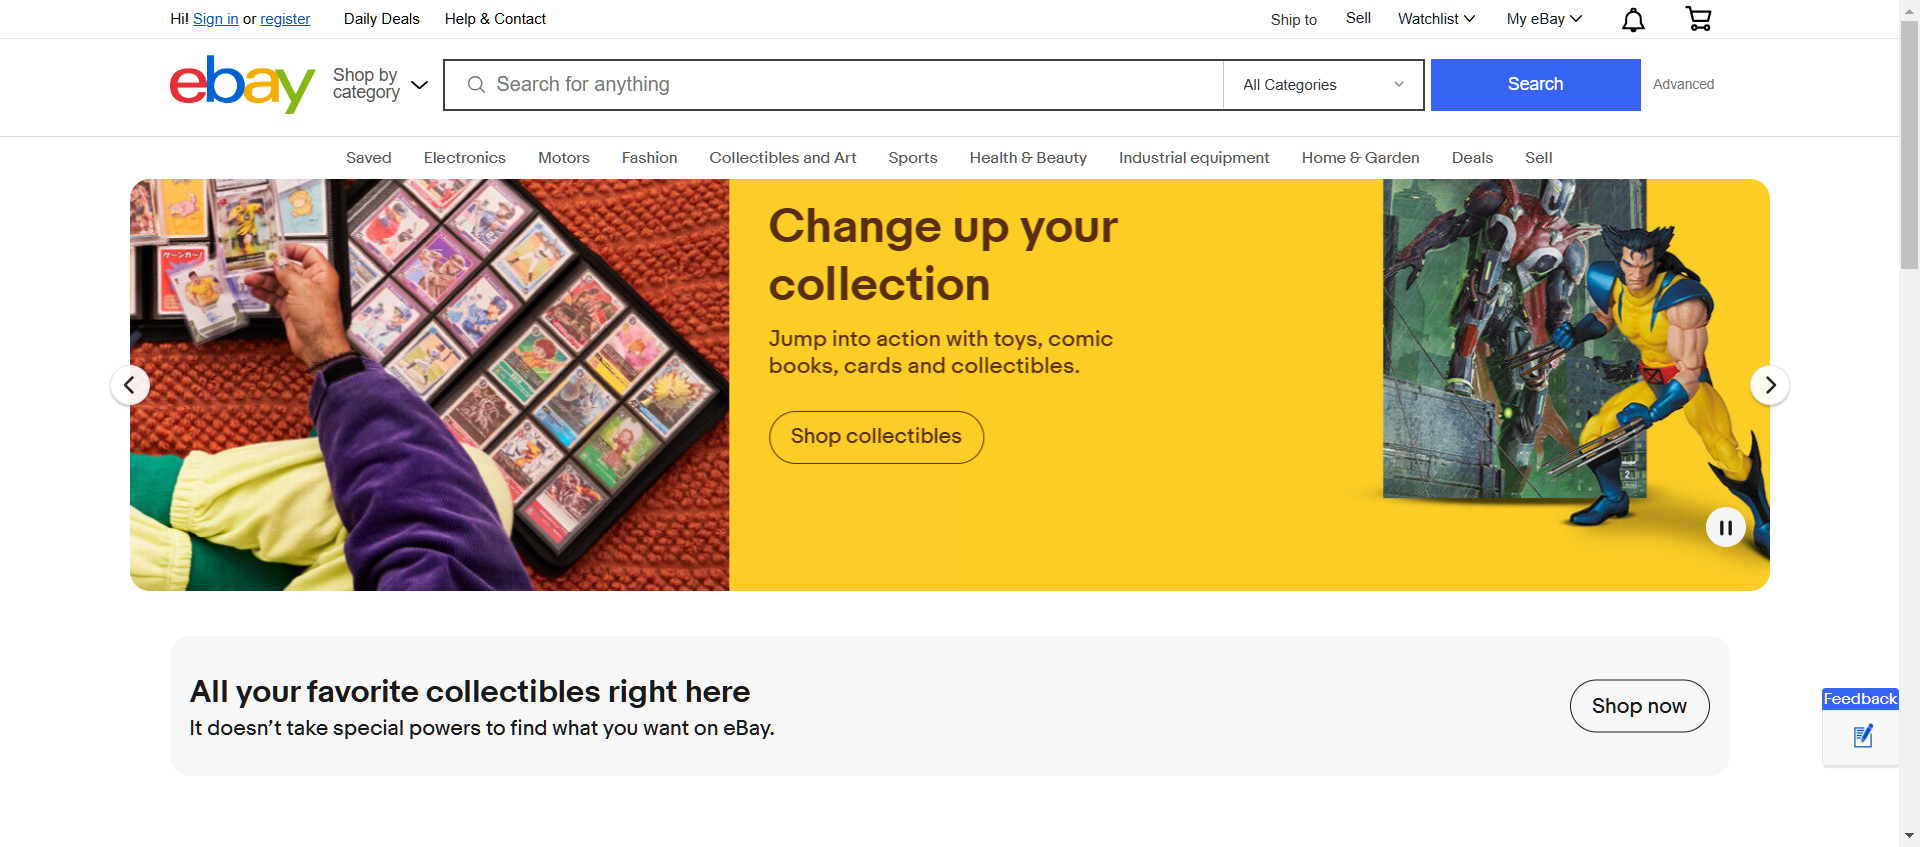 Hi! Sign in or register
Daily Deals
Help & Contact
Ship to
Sell
Watchlist
My eBay
ebay
Shop by
category
Search for anything
All Categories
Search
Advanced
Saved
Electronics
Motors
Fashion
Collectibles and Art
Sports
Health & Beauty
Industrial equipment
Home & Garden
Deals
Sell
Change up your
collection
Jump into action with toys, comic
books, cards and collectibles.
Shop collectibles
All your favorite collectibles right here
It doesn’t take special powers to find what you want on eBay.
Shop now
Feedback